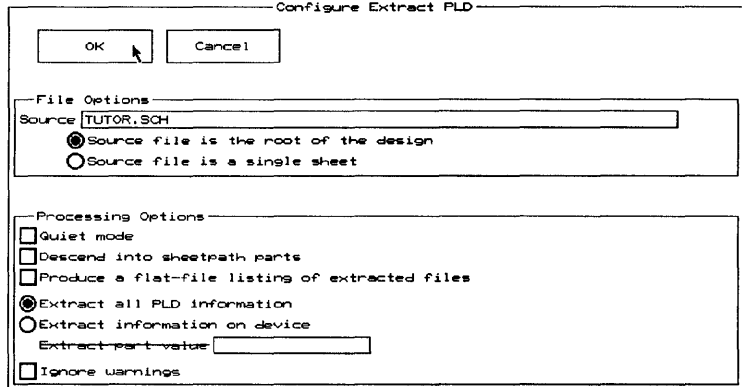 Configure Extract PLD
OK
Cancel
File Options
Source TUTOR.SCH
Source file is the root of the design
Source file is a single sheet
Processing Options
Quiet mode
Descend into sheetpath parts
Produce a flat-file listing of extracted files
Extract all PLD information
Extract information on device
Extract part value
Ignore warnings